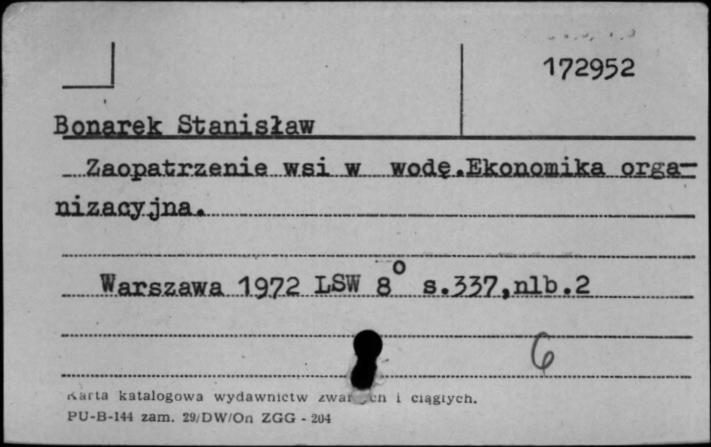 172952
Bonarek Stanisław
Zaopatrzenie wsi w wodę.Ekonomika orga-
nizacyjna.
Warszawa 1972 LSW 8° s.337,nlb.2
6
Karta katalogowa wydawnictw i ciągłych.
PU-B-144 zam. 29/DW/On ZGG - 204